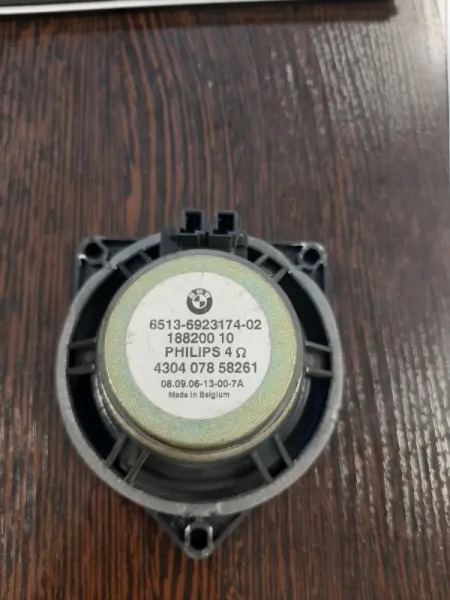 BMW
6513-6923174-02
188200 10
PHILIPS 4 Ω
4304 078 58261
08.09.06-13-00-7A
Made in Belgium